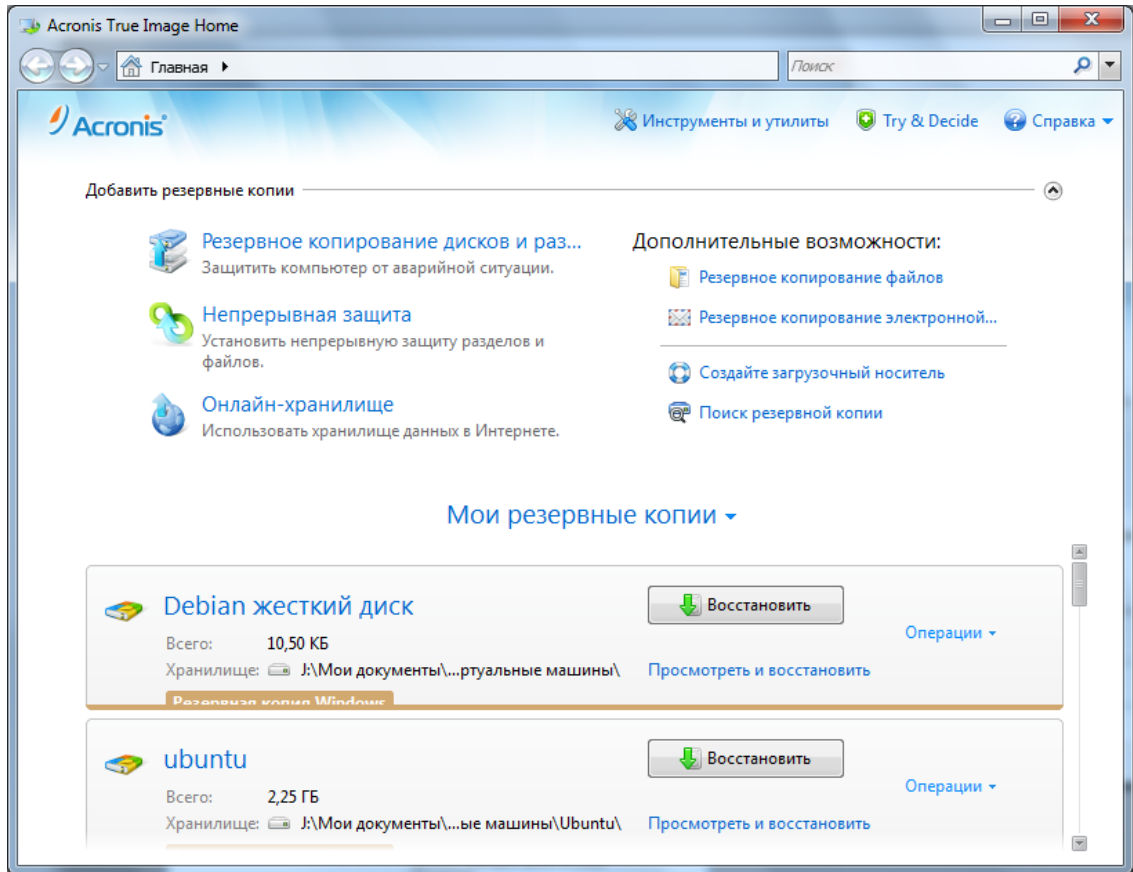 Acronis True Image Home
Главная
Поиск
Acronis
Инструменты и утилиты
Try & Decide
Справка
Добавить резервные копии
Резервное копирование дисков и раз...
Защитить компьютер от аварийной ситуации.
Непрерывная защита
Установить непрерывную защиту разделов и
файлов.
Онлайн-хранилище
Использовать хранилище данных в Интернете.
Дополнительные возможности:
Резервное копирование файлов
Резервное копирование электронной...
Создайте загрузочный носитель
Поиск резервной копии
Мои резервные копии
Debian жесткий диск
Восстановить
Всего: 10,50 КБ
Операции
Хранилище: J:\Мои документы\...ртуальные машины\
Просмотреть и восстановить
Резервная копия Windows
ubuntu
Восстановить
Всего: 2,25 ГБ
Операции
Хранилище: J:\Мои документы\...ые машины\Ubuntu\
Просмотреть и восстановить